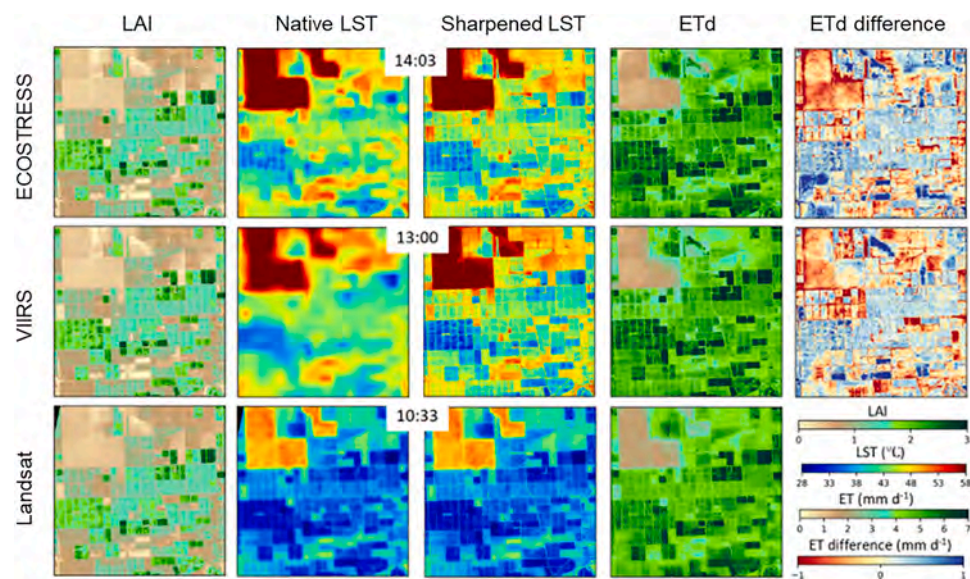 LAI Native LST Sharpened LST ETd ETd difference
ECOSTRESS
14:03
VIIRS
13:00
Landsat
10:33
LAI
0 1 2 3
LST (°C)
28 33 38 43 48 53 58
ET (mm d⁻¹)
0 1 2 3 4 5 6 7
ET difference (mm d⁻¹)
−1 0 1